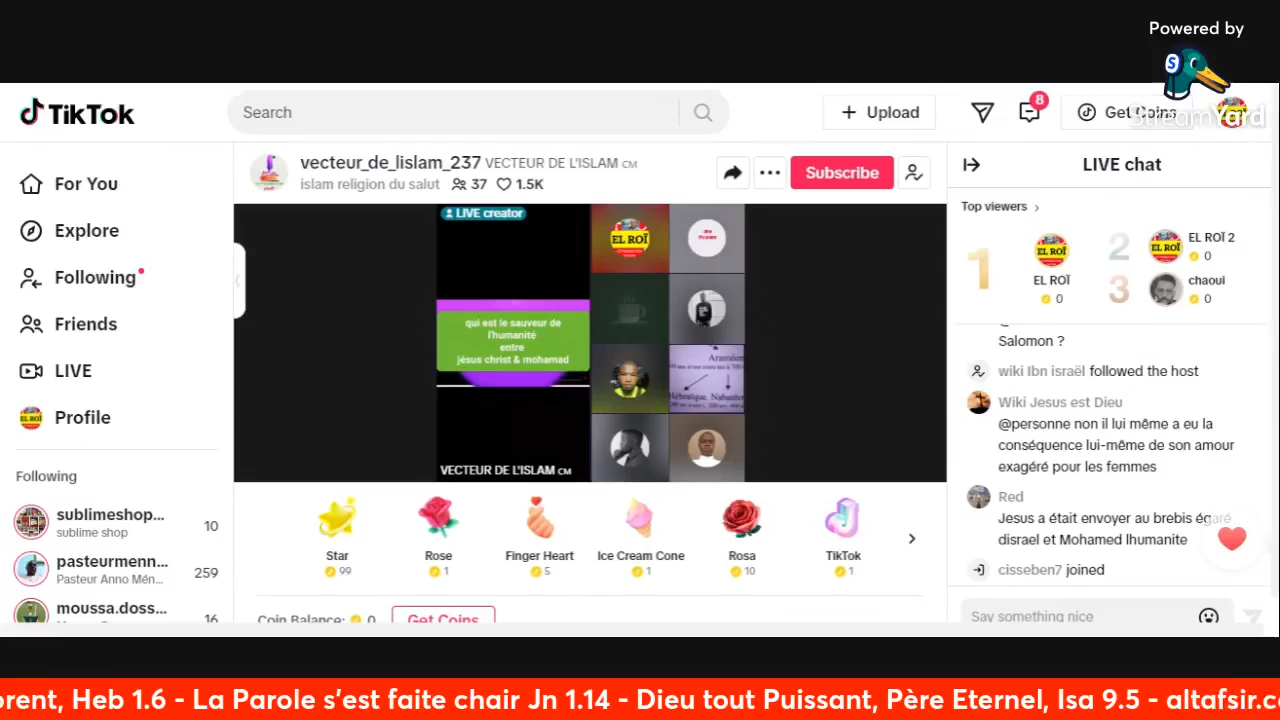 Powered by
StreamYard
TikTok
Search
Upload
8
Get Coins
For You
Explore
Following
Friends
LIVE
Profile
Following
sublimeshop...
sublime shop
10
pasteurmenn...
Pasteur Anno Mén...
259
moussa.doss...
16
vecteur_de_lislam_237 VECTEUR DE L'ISLAM CM
islam religion du salut 37 1.5K
Subscribe
LIVE creator
EL ROÏ
qui est le sauveur de
l'humanité
entre
jésus christ & mohamad
VECTEUR DE L'ISLAM CM
Star
99
Rose
1
Finger Heart
5
Ice Cream Cone
1
Rosa
10
TikTok
1
Coin Balance: 0
Get Coins
LIVE chat
Top viewers
1
EL ROÏ
0
2
EL ROÏ 2
0
3
chaoui
0
Salomon ?
wiki Ibn israël followed the host
Wiki Jesus est Dieu
@personne non il lui même a eu la
conséquence lui-même de son amour
exagéré pour les femmes
Red
Jesus a était envoyer au brebis égaré
disrael et Mohamed lhumanite
cisseben7 joined
Say something nice
orent, Heb 1.6 - La Parole s'est faite chair Jn 1.14 - Dieu tout Puissant, Père Eternel, Isa 9.5 - altafsir.c